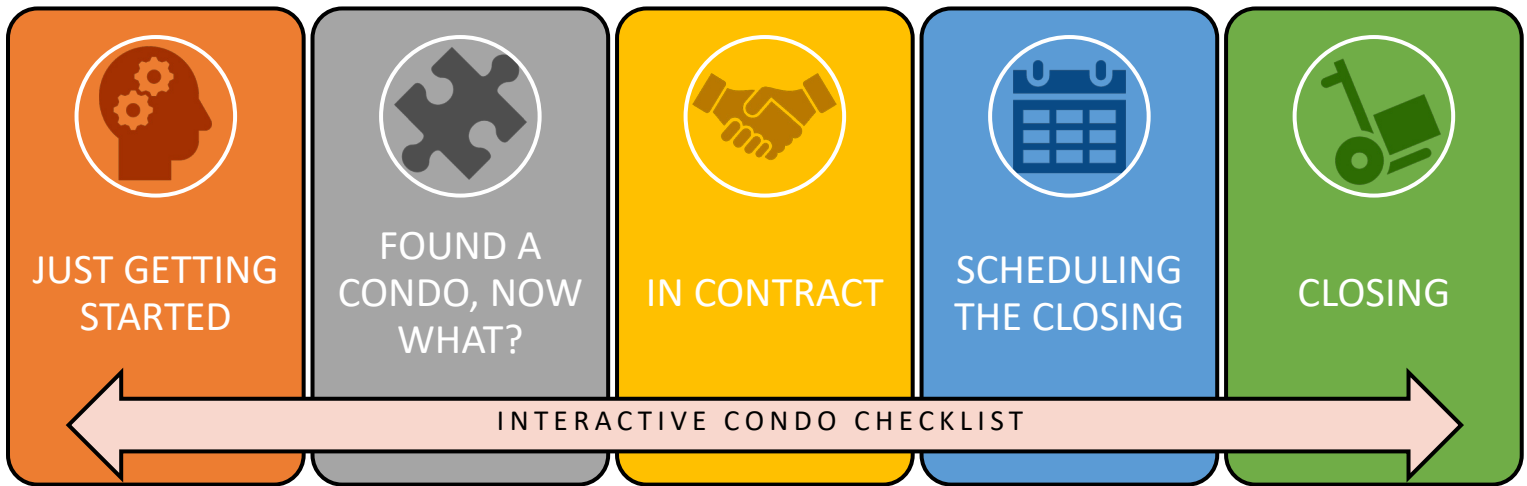 JUST GETTING
STARTED
FOUND A
CONDO, NOW
WHAT?
IN CONTRACT
SCHEDULING
THE CLOSING
CLOSING
INTERACTIVE CONDO CHECKLIST